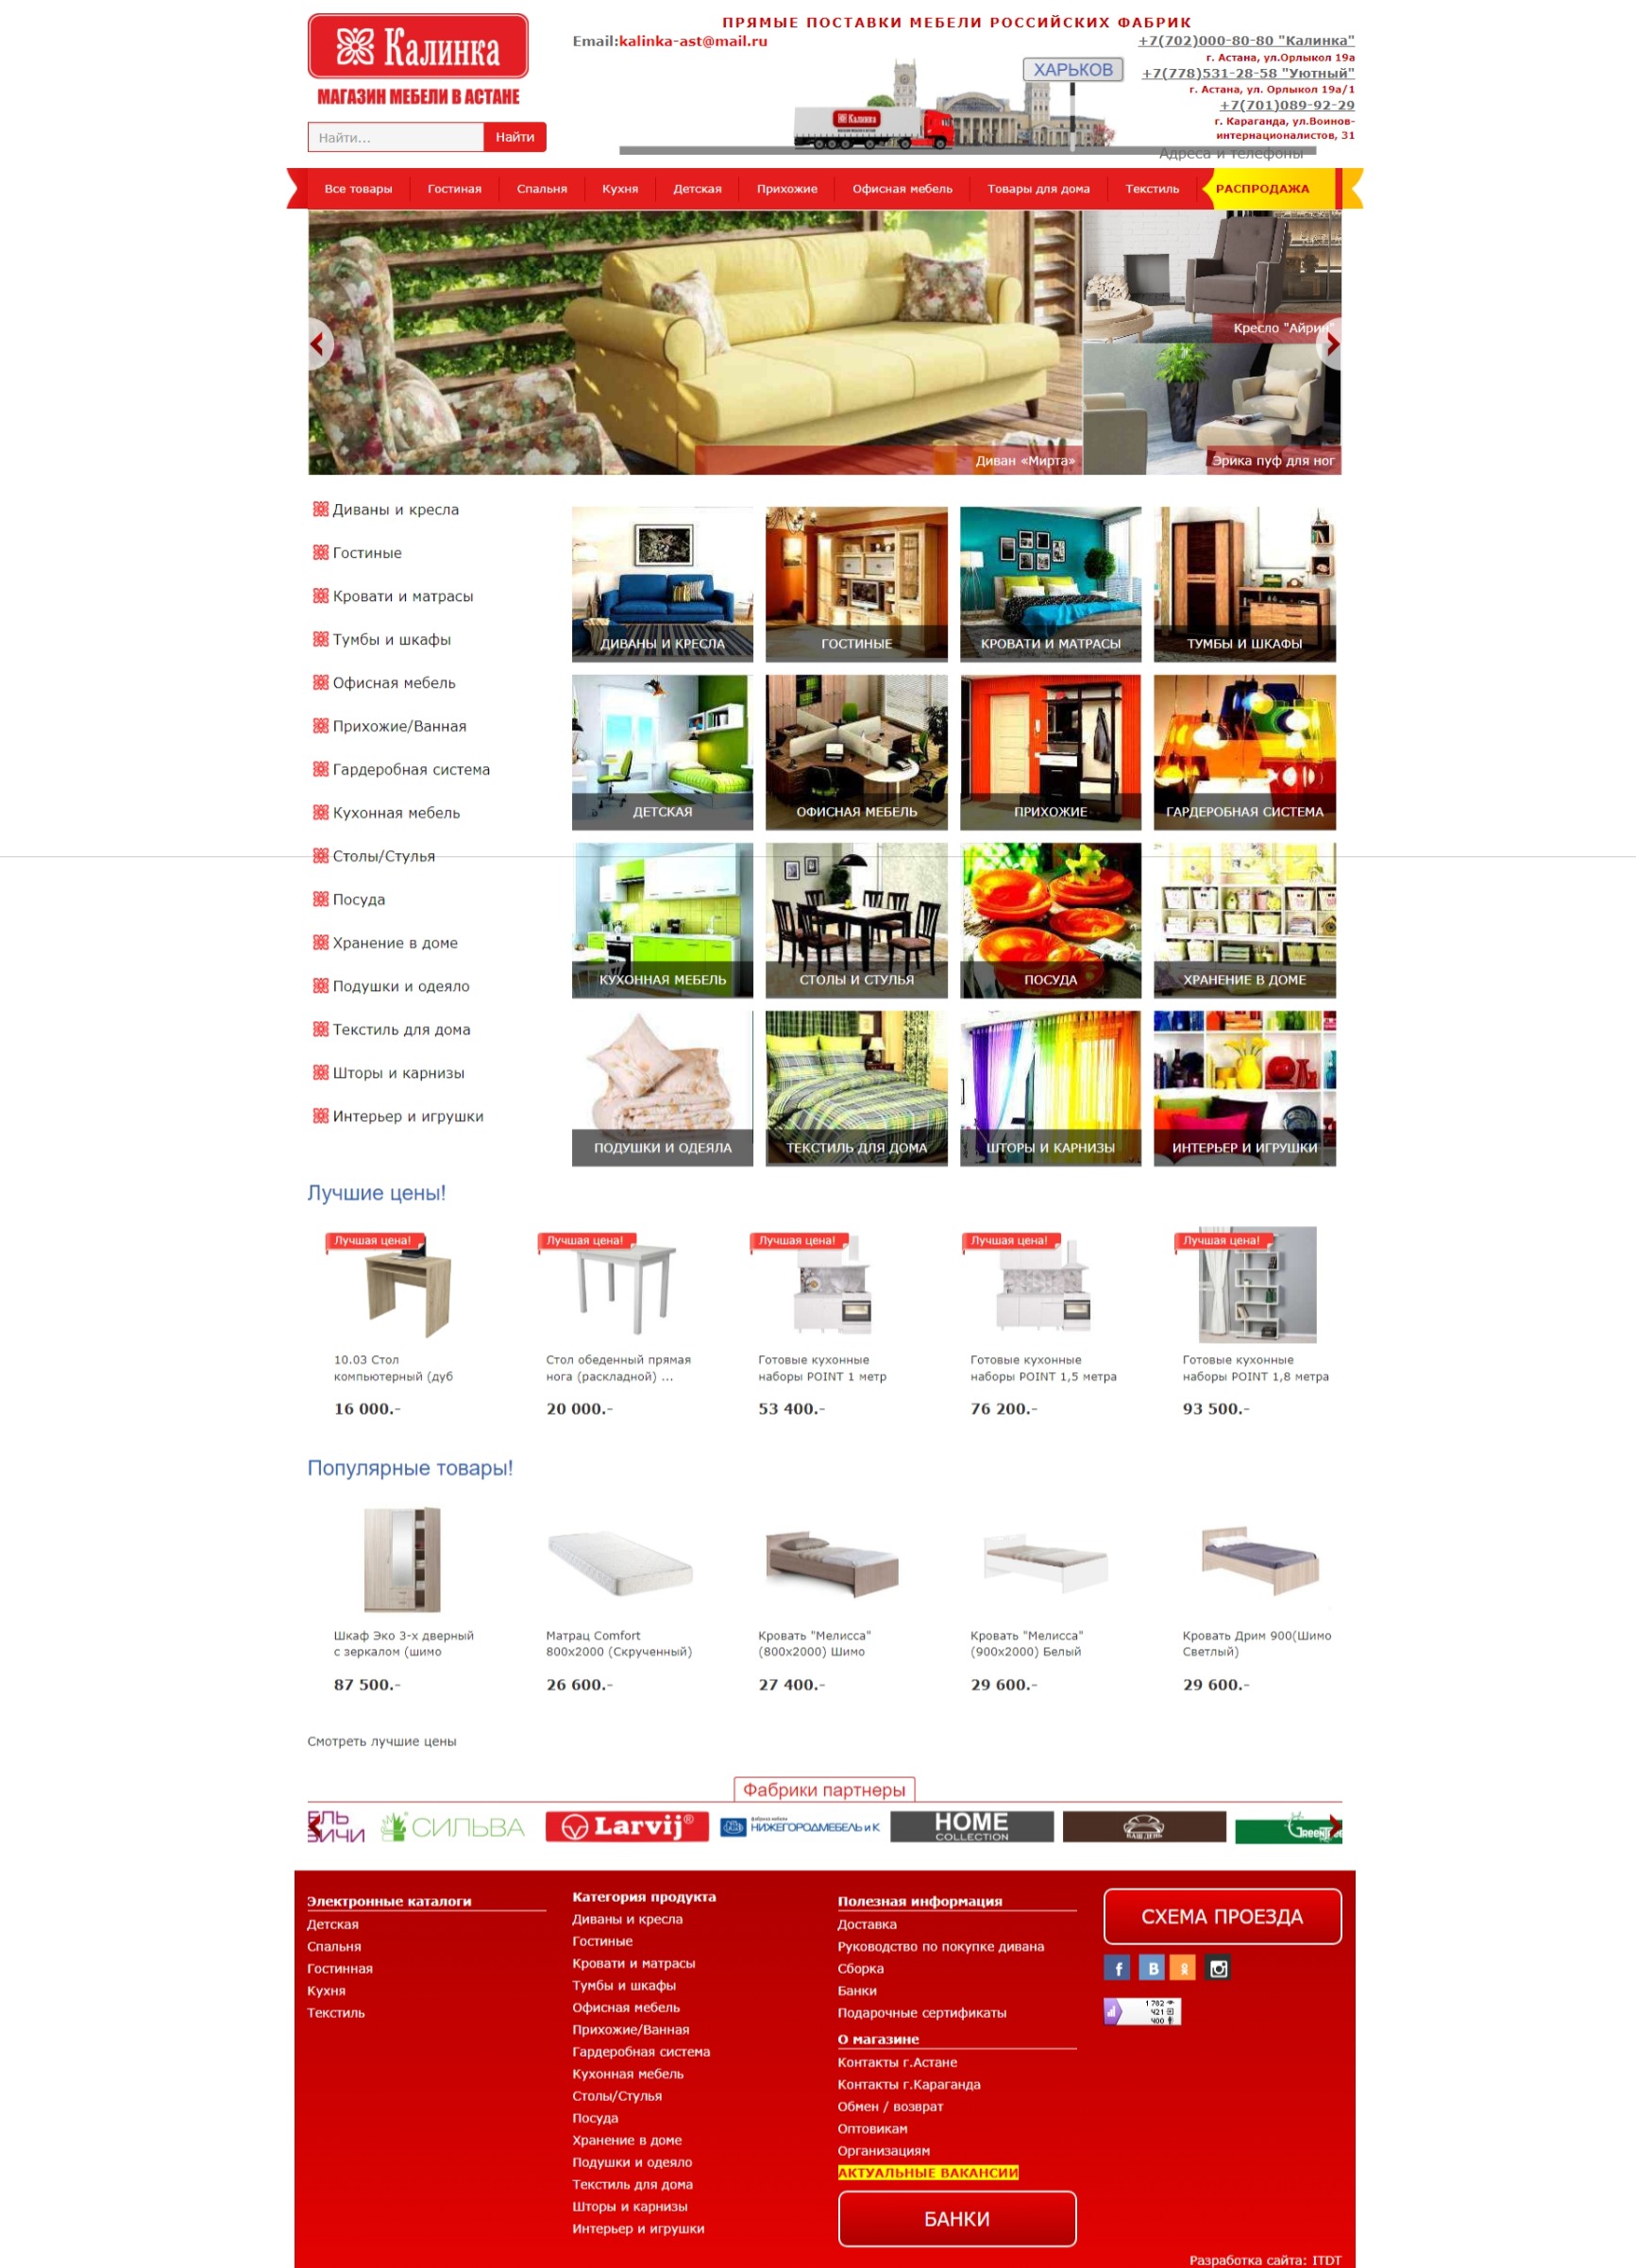 Калинка
МАГАЗИН МЕБЕЛИ В АСТАНЕ
Найти...
Найти
ПРЯМЫЕ ПОСТАВКИ МЕБЕЛИ РОССИЙСКИХ ФАБРИК
Email:kalinka-ast@mail.ru
ХАРЬКОВ
Калинка
МАГАЗИН МЕБЕЛИ В АСТАНЕ
+7(702)000-80-80 "Калинка"
г. Астана, ул.Орлыкол 19а
+7(778)531-28-58 "Уютный"
г. Астана, ул. Орлыкол 19а/1
+7(701)089-92-29
г. Караганда, ул.Воинов-
интернационалистов, 31
Адреса и телефоны
Все товары
Гостиная
Спальня
Кухня
Детская
Прихожие
Офисная мебель
Товары для дома
Текстиль
РАСПРОДАЖА
Диван «Мирта»
Кресло "Айрин"
Эрика пуф для ног
Диваны и кресла
Гостиные
Кровати и матрасы
Тумбы и шкафы
Офисная мебель
Прихожие/Ванная
Гардеробная система
Кухонная мебель
Столы/Стулья
Посуда
Хранение в доме
Подушки и одеяло
Текстиль для дома
Шторы и карнизы
Интерьер и игрушки
ДИВАНЫ И КРЕСЛА
ГОСТИНЫЕ
КРОВАТИ И МАТРАСЫ
ТУМБЫ И ШКАФЫ
ДЕТСКАЯ
ОФИСНАЯ МЕБЕЛЬ
ПРИХОЖИЕ
ГАРДЕРОБНАЯ СИСТЕМА
КУХОННАЯ МЕБЕЛЬ
СТОЛЫ И СТУЛЬЯ
ПОСУДА
ХРАНЕНИЕ В ДОМЕ
ПОДУШКИ И ОДЕЯЛА
ТЕКСТИЛЬ ДЛЯ ДОМА
ШТОРЫ И КАРНИЗЫ
ИНТЕРЬЕР И ИГРУШКИ
Лучшие цены!
Лучшая цена!
10.03 Стол
компьютерный (дуб
16 000.-
Лучшая цена!
Стол обеденный прямая
нога (раскладной) ...
20 000.-
Лучшая цена!
Готовые кухонные
наборы POINT 1 метр
53 400.-
Лучшая цена!
Готовые кухонные
наборы POINT 1,5 метра
76 200.-
Лучшая цена!
Готовые кухонные
наборы POINT 1,8 метра
93 500.-
Популярные товары!
Шкаф Эко 3-х дверный
с зеркалом (шимо
87 500.-
Матрац Comfort
800x2000 (Скрученный)
26 600.-
Кровать "Мелисса"
(800x2000) Шимо
27 400.-
Кровать "Мелисса"
(900x2000) Белый
29 600.-
Кровать Дрим 900(Шимо
Светлый)
29 600.-
Смотреть лучшие цены
Фабрики партнеры
СИЛЬВА
Larvij®
фабрика мебели
НИЖЕГОРОДМЕБЕЛЬ и К
HOME
COLLECTION
ВАШ ДЕНЬ
Электронные каталоги
Детская
Спальня
Гостинная
Кухня
Текстиль
Категория продукта
Диваны и кресла
Гостиные
Кровати и матрасы
Тумбы и шкафы
Офисная мебель
Прихожие/Ванная
Гардеробная система
Кухонная мебель
Столы/Стулья
Посуда
Хранение в доме
Подушки и одеяло
Текстиль для дома
Шторы и карнизы
Интерьер и игрушки
Полезная информация
Доставка
Руководство по покупке дивана
Сборка
Банки
Подарочные сертификаты
О магазине
Контакты г.Астане
Контакты г.Караганда
Обмен / возврат
Оптовикам
Организациям
АКТУАЛЬНЫЕ ВАКАНСИИ
БАНКИ
СХЕМА ПРОЕЗДА
1 762
421
400
Разработка сайта: ITDT